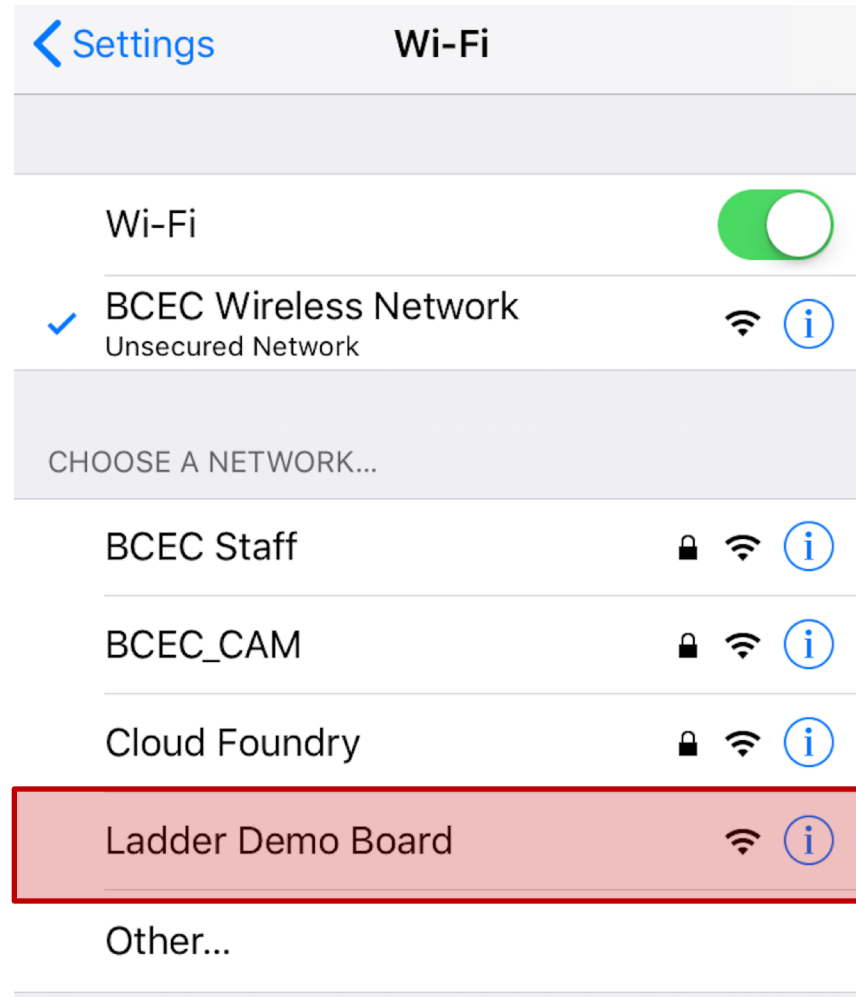 Settings Wi-Fi
Wi-Fi
BCEC Wireless Network
Unsecured Network
CHOOSE A NETWORK...
BCEC Staff
BCEC_CAM
Cloud Foundry
Ladder Demo Board
Other...